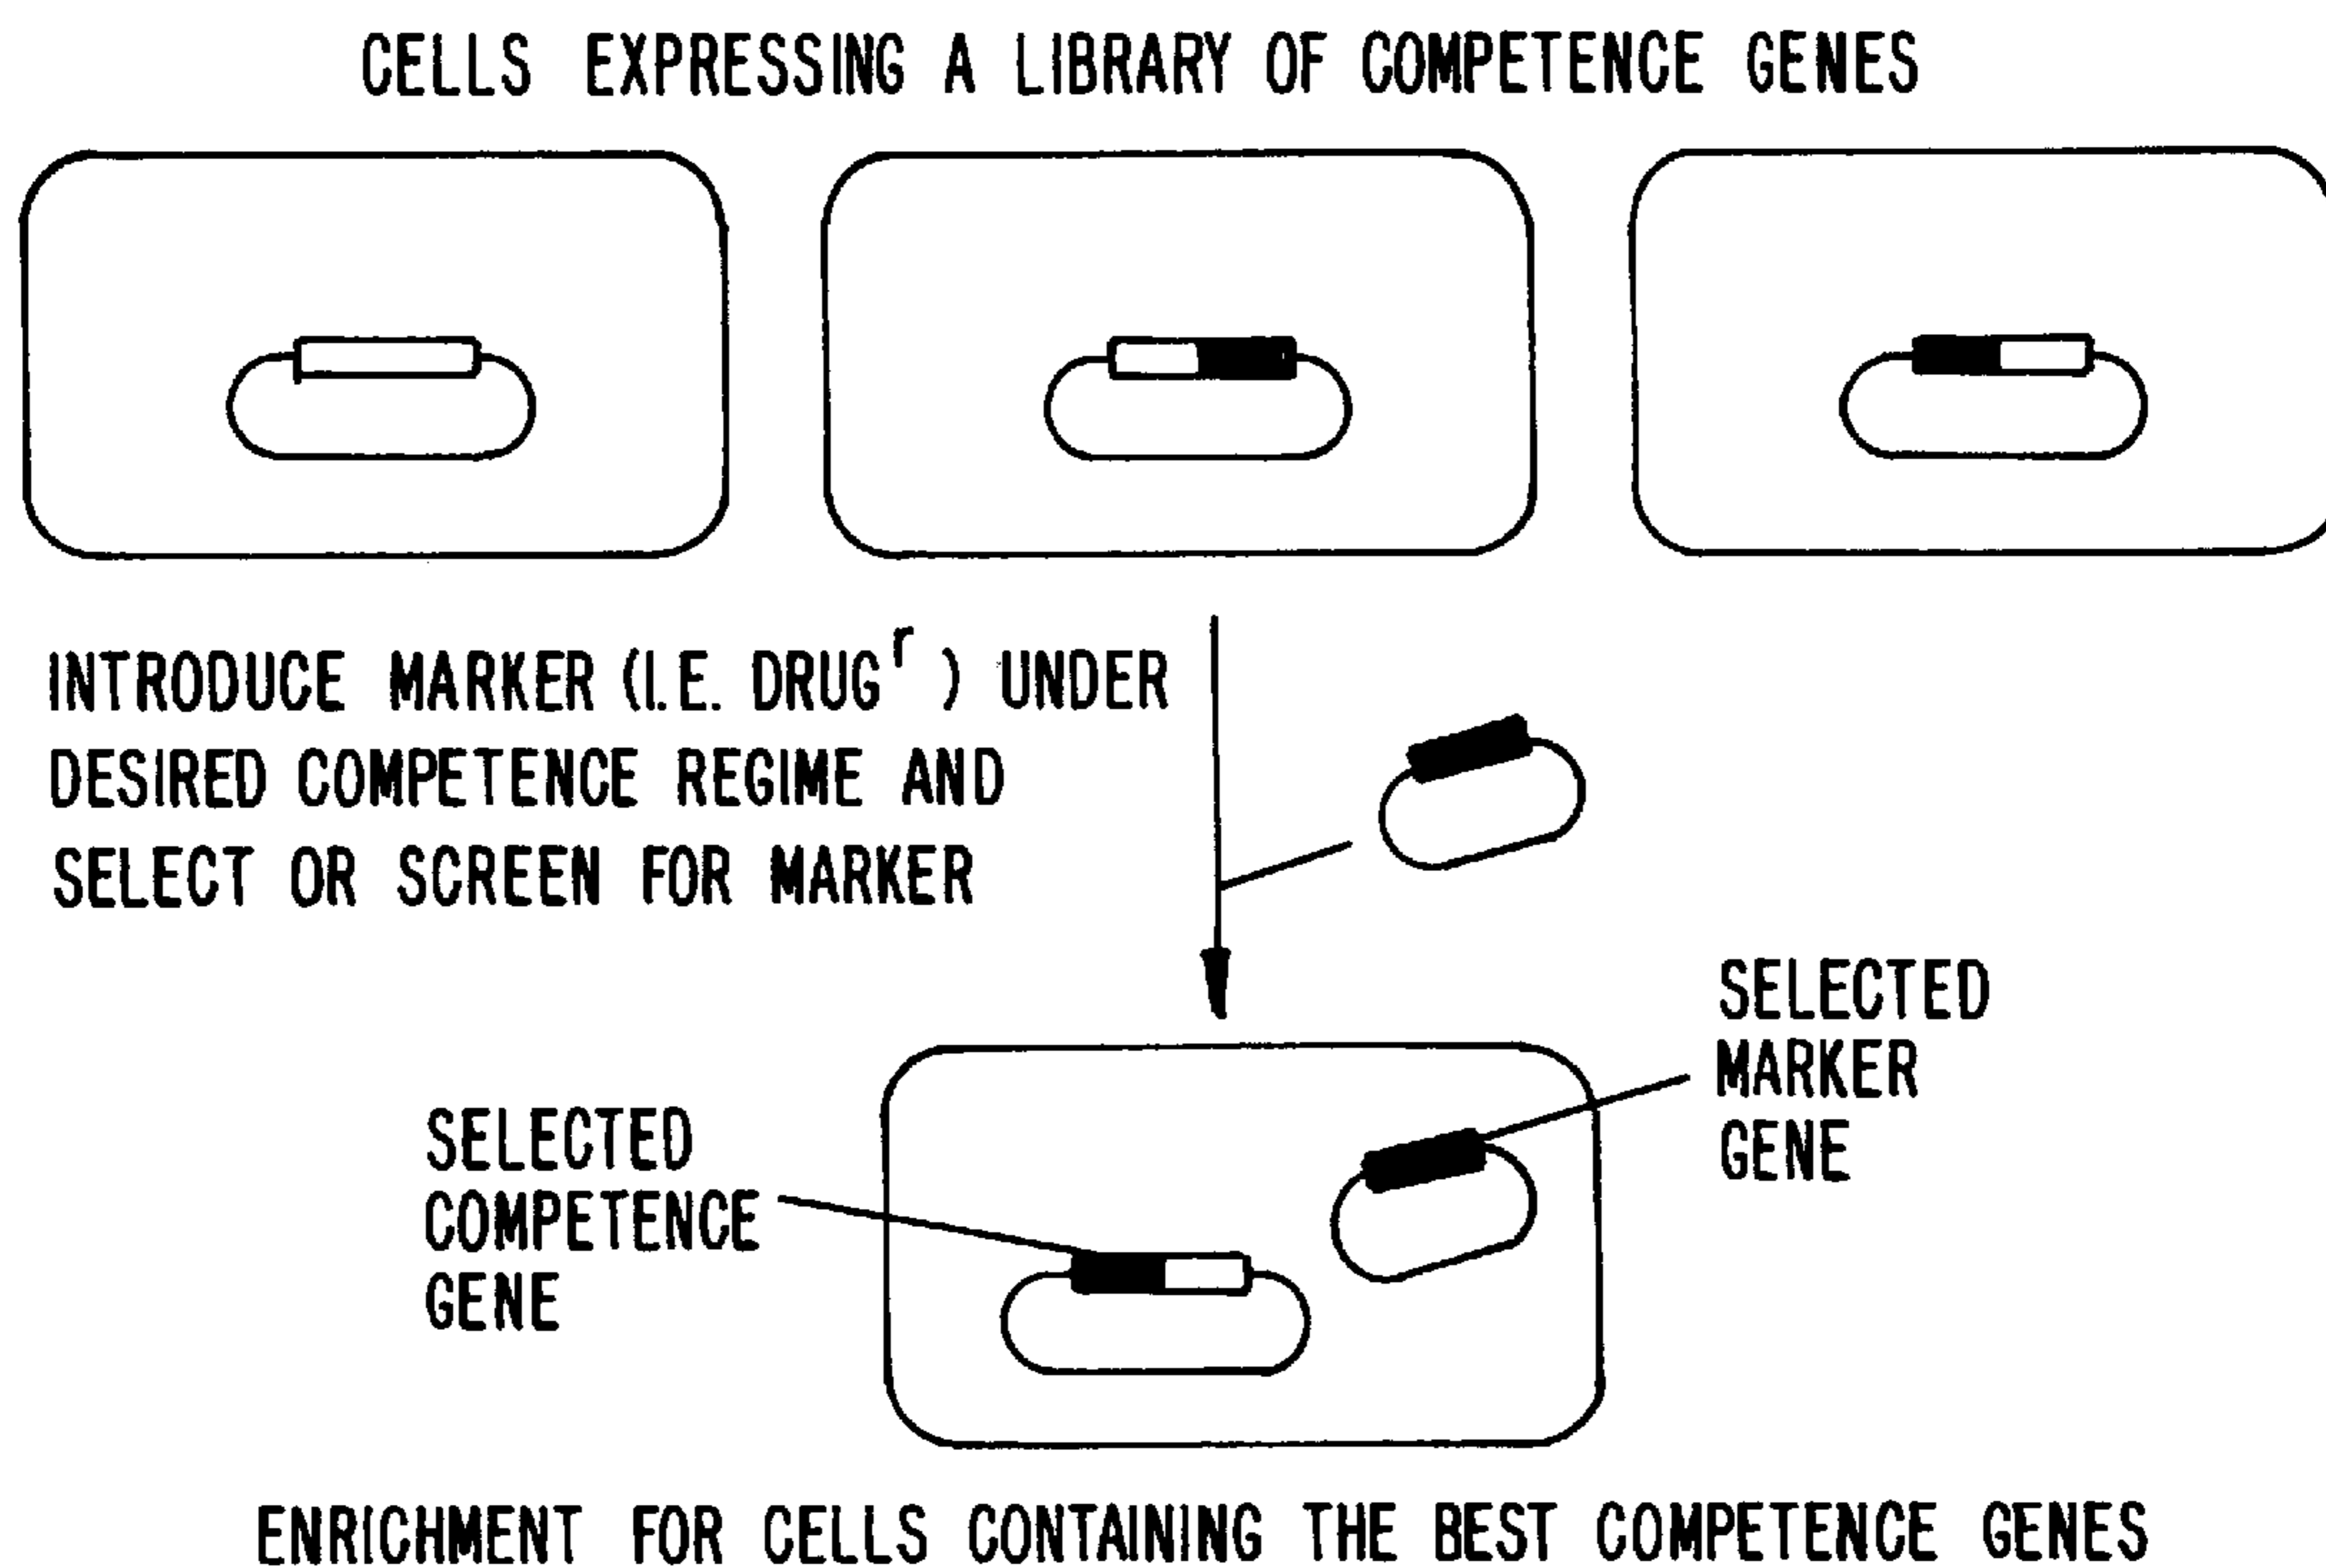 CELLS EXPRESSING A LIBRARY OF COMPETENCE GENES
INTRODUCE MARKER (I.E. DRUGʳ) UNDER
DESIRED COMPETENCE REGIME AND
SELECT OR SCREEN FOR MARKER
SELECTED
MARKER
GENE
SELECTED
COMPETENCE
GENE
ENRICHMENT FOR CELLS CONTAINING THE BEST COMPETENCE GENES